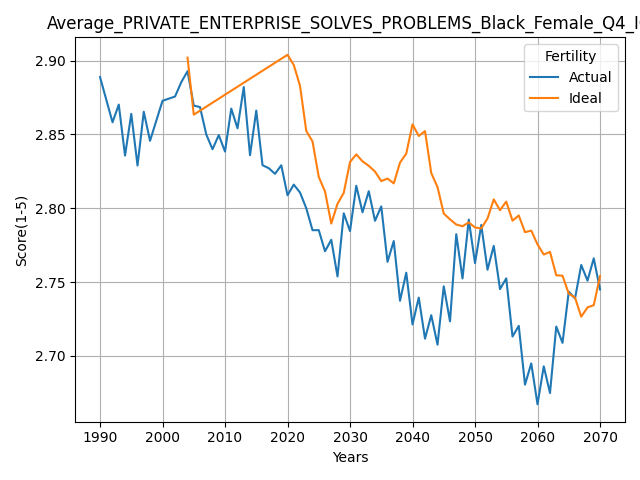 Average_PRIVATE_ENTERPRISE_SOLVES_PROBLEMS_Black_Female_Q4_I
Fertility
Actual
Ideal
Score(1-5)
2.90
2.85
2.80
2.75
2.70
1990 2000 2010 2020 2030 2040 2050 2060 2070
Years